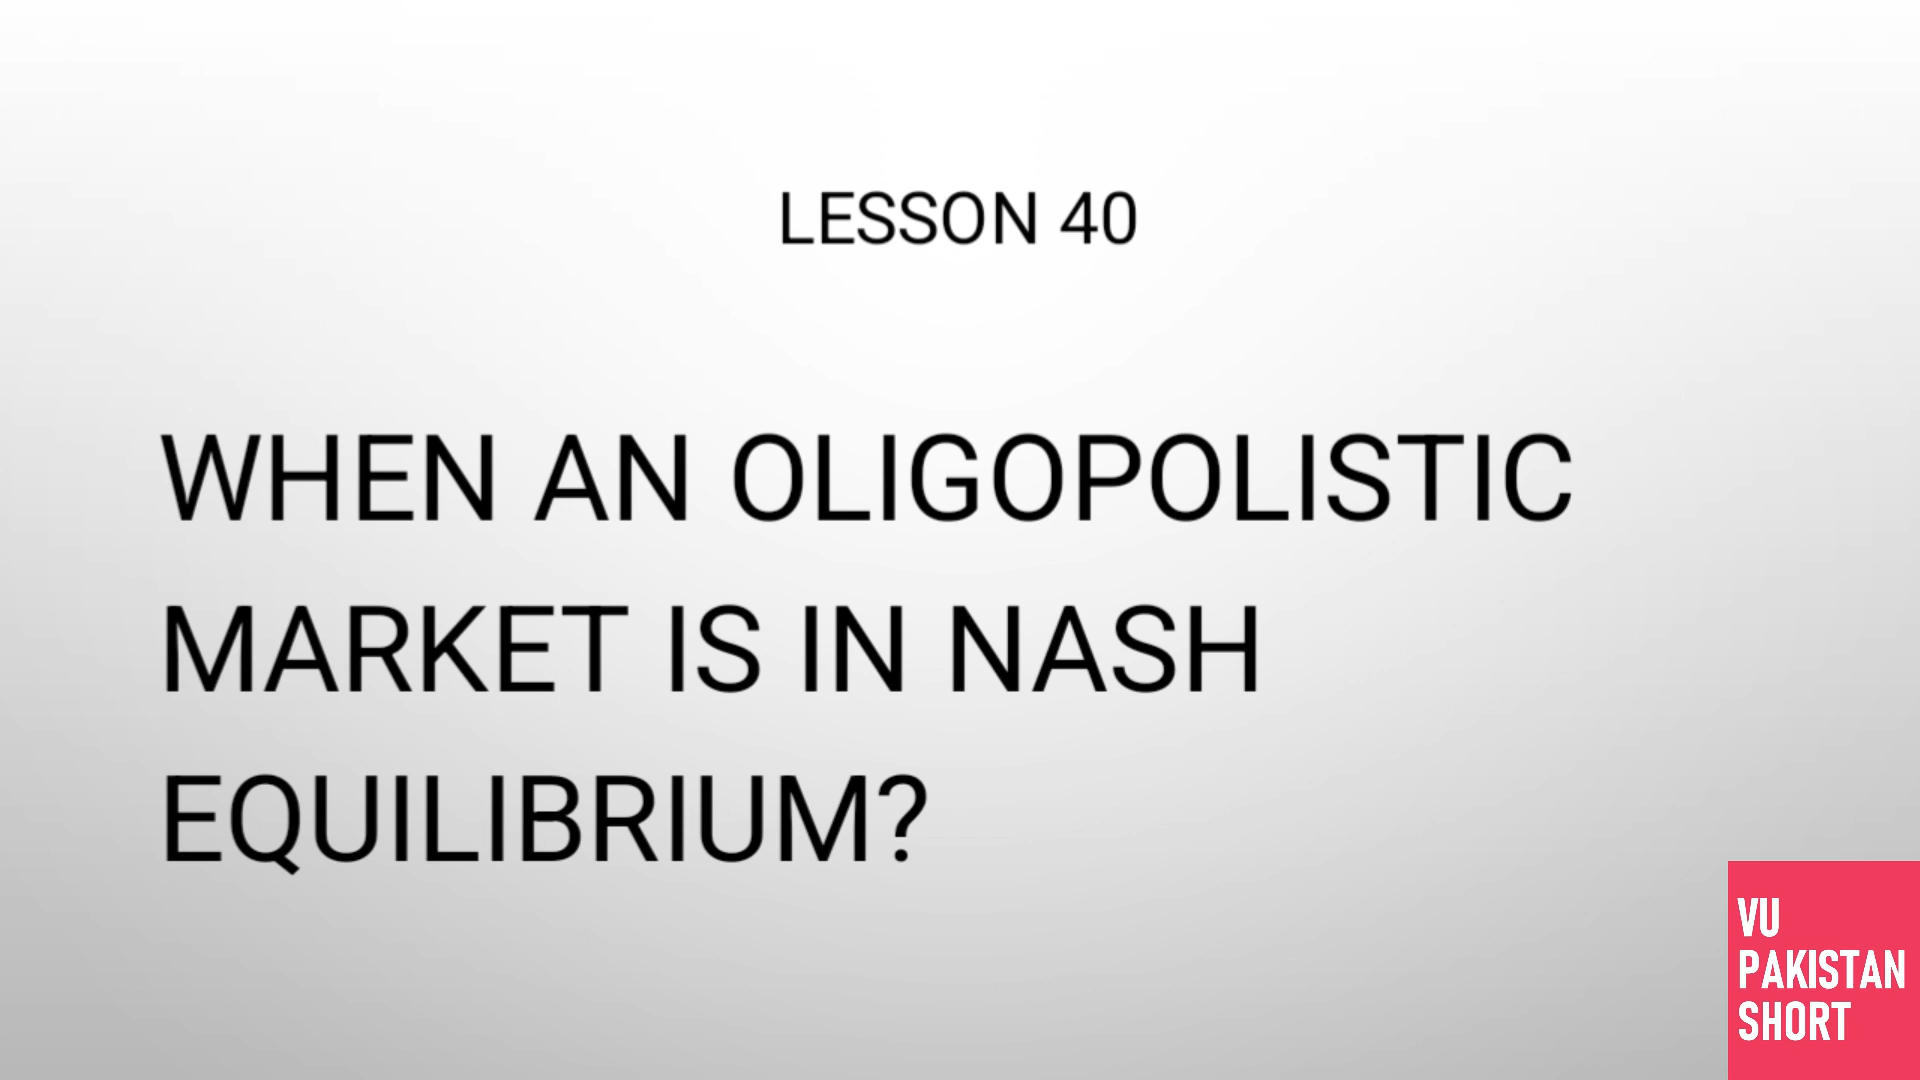 LESSON 40
WHEN AN OLIGOPOLISTIC
MARKET IS IN NASH
EQUILIBRIUM?
VU
PAKISTAN
SHORT